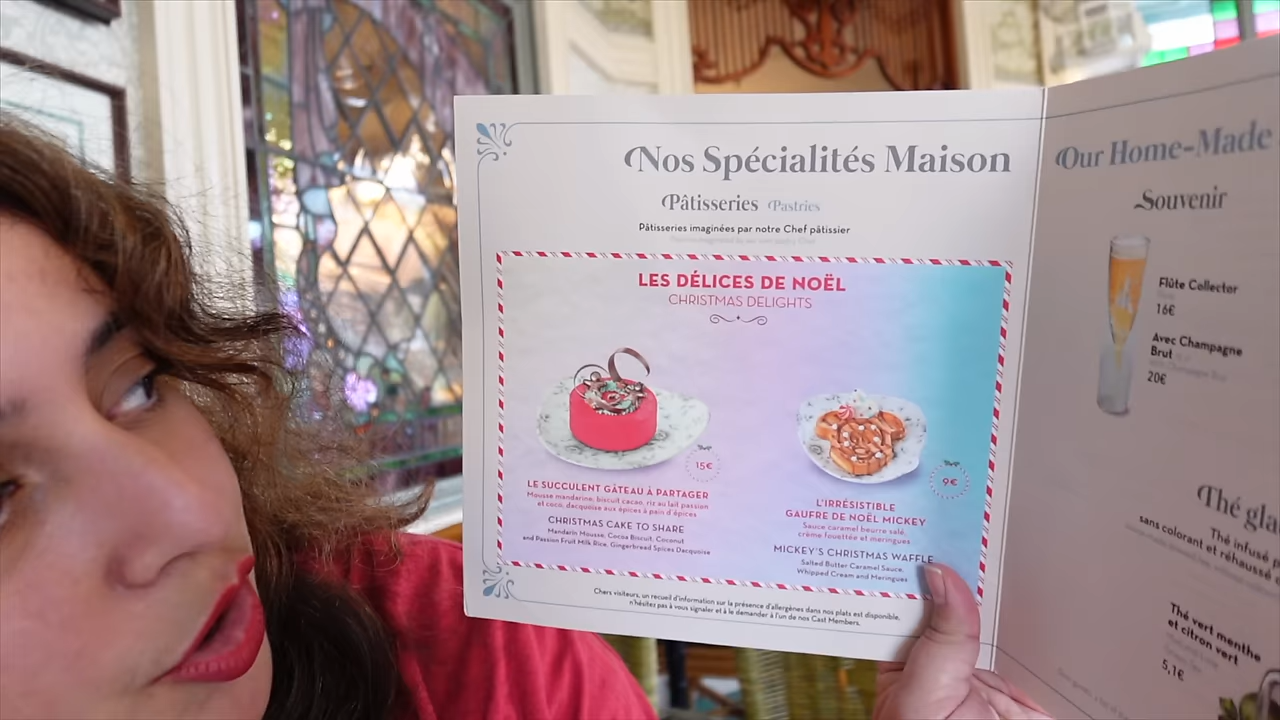 Nos Spécialités Maison
Pâtisseries Pastries
Pâtisseries imaginées par notre Chef pâtissier
LES DÉLICES DE NOËL
CHRISTMAS DELIGHTS
15€
LE SUCCULENT GÂTEAU À PARTAGER
Mousse mandarine, biscuit cacao, riz au lait passion
et coco, dacquoise aux épices à pain d'épices
CHRISTMAS CAKE TO SHARE
Mandarin Mousse, Cocoa Biscuit, Coconut
and Passion Fruit Milk Rice, Gingerbread Spices Dacquoise
9€
L'IRRÉSISTIBLE
GAUFRE DE NOËL MICKEY
Sauce caramel beurre salé,
crème fouettée et meringues
MICKEY'S CHRISTMAS WAFFLE
Salted Butter Caramel Sauce,
Whipped Cream and Meringues
Chers visiteurs, un recueil d'information sur la présence d'allergènes dans nos plats est disponible,
n'hésitez pas à vous signaler et à le demander à l'un de nos Cast Members.
Our Home-Made
Souvenir
Flûte Collector
16€
Avec Champagne
Brut
20€
Thé gla
Thé infusé
sans colorant et réhaussé
Thé vert menthe
et citron vert
5,1€